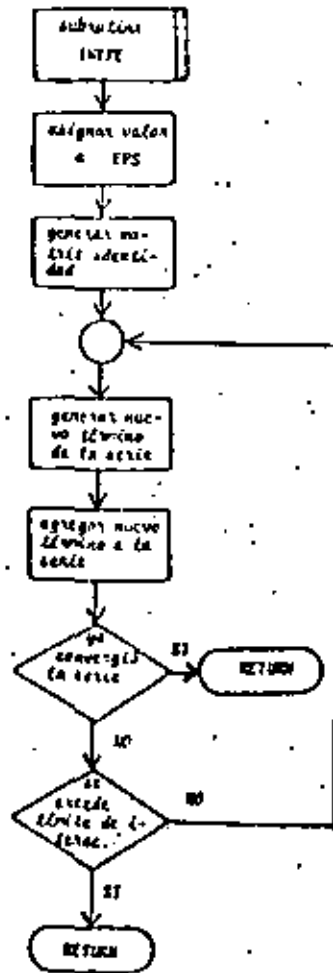 subrutina
asignar valor
a EPS
generar ma-
triz identi-
dad
generar nue-
vo término
de la serie
agregar nuevo
término a la
serie
ya
convergió
la serie
SI
RETURN
NO
se
excede
límite de i-
terac.
NO
SI
RETURN